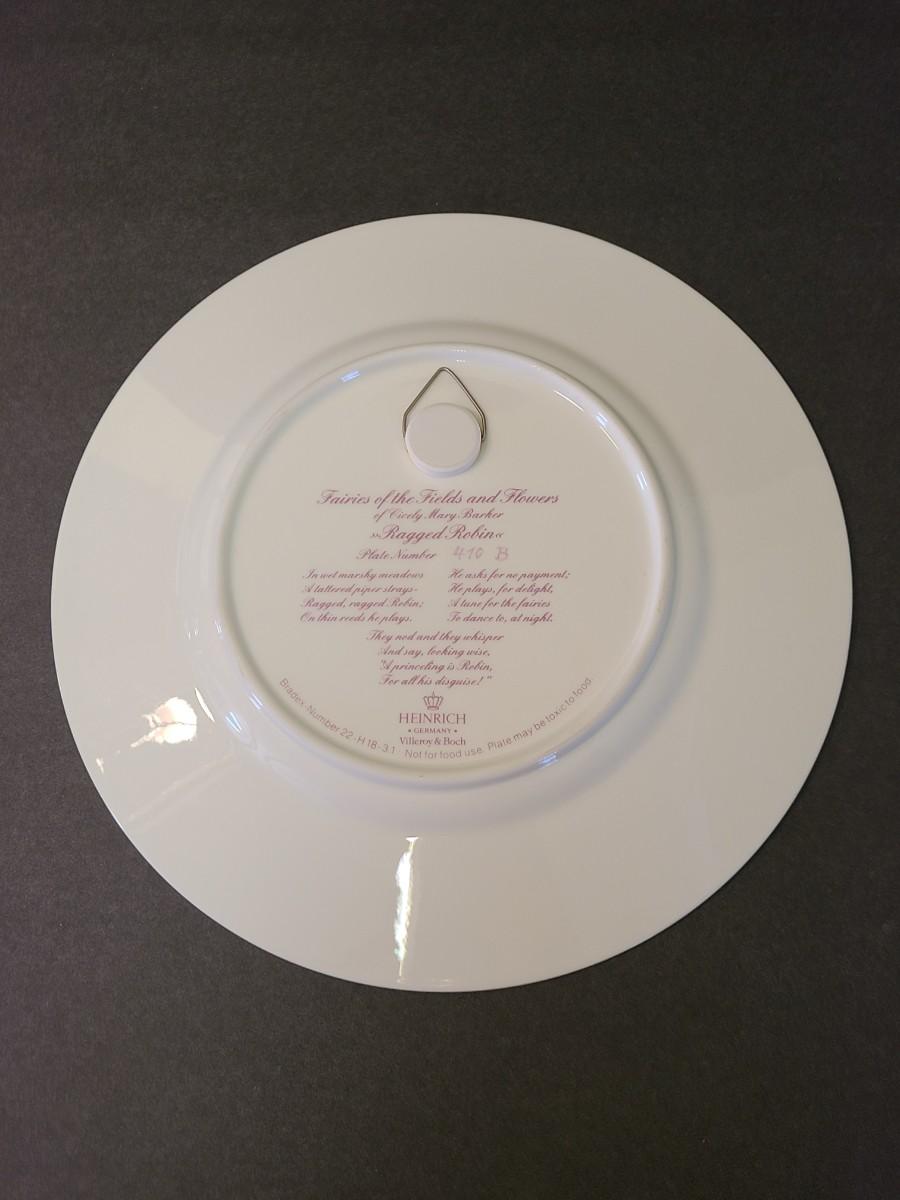 Fairies of the Fields and Flowers
of Cicely Mary Barker
»Ragged Robin«
Plate Number 410 B
In wet marshy meadows
A tattered piper strays-
Ragged, ragged Robin;
On thin reeds he plays.
He asks for no payment;
He plays, for delight,
A tune for the fairies
To dance to, at night.
They nod and they whisper
And say, looking wise,
"A princeling is Robin,
For all his disguise!"
HEINRICH
• GERMANY •
Villeroy & Boch
Bradex-Number 22-H18-3.1 · Not for food use. Plate may be toxic to food.